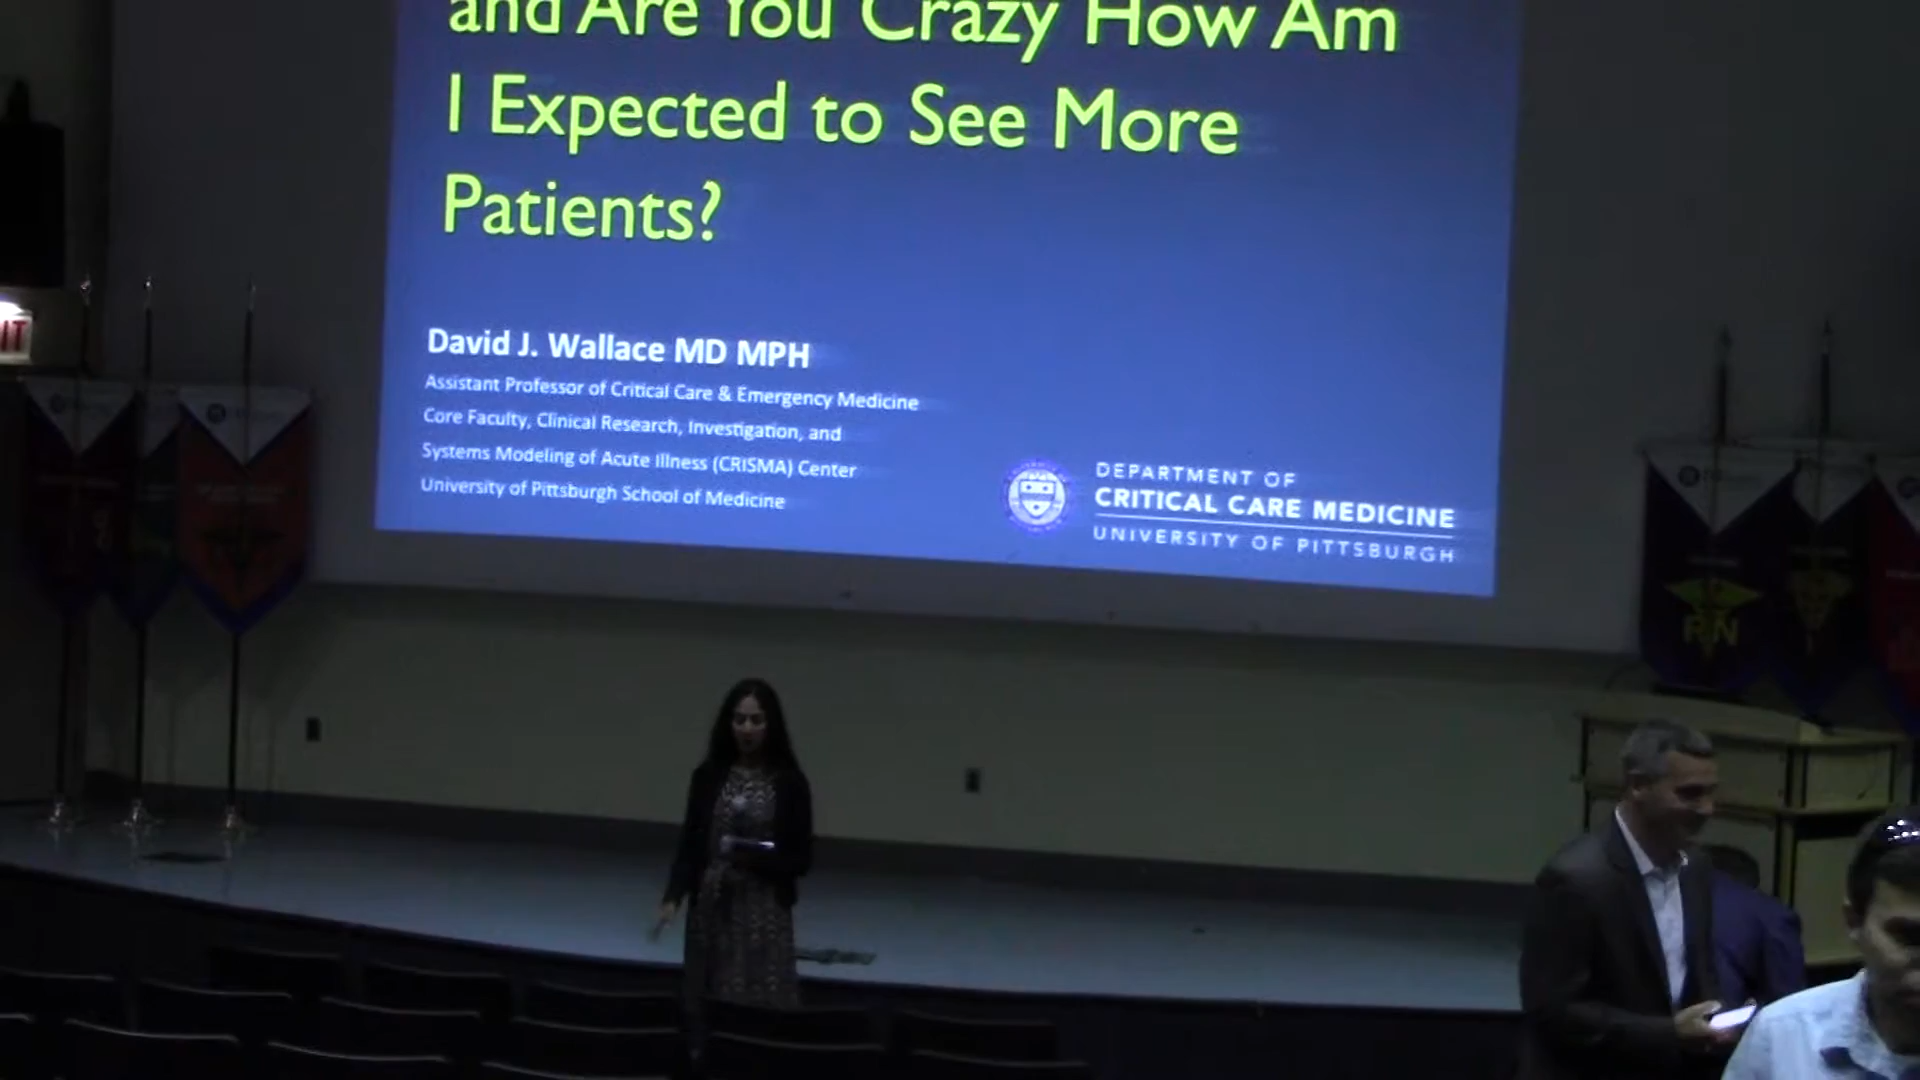 and Are You Crazy How Am
I Expected to See More
Patients?
David J. Wallace MD MPH
Assistant Professor of Critical Care & Emergency Medicine
Core Faculty, Clinical Research, Investigation, and
Systems Modeling of Acute Illness (CRISMA) Center
University of Pittsburgh School of Medicine
DEPARTMENT OF
CRITICAL CARE MEDICINE
UNIVERSITY OF PITTSBURGH
IT
RN